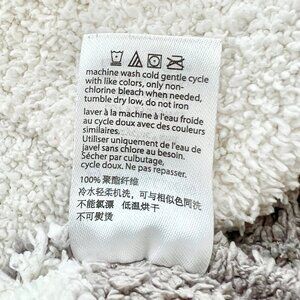 machine wash cold gentle cycle
with like colors, only non-
chlorine bleach when needed,
tumble dry low, do not iron
laver à la machine à l'eau froide
au cycle doux avec des couleurs
similaires.
Utiliser uniquement de l'eau de
javel sans chlore au besoin.
Sécher par culbutage,
cycle doux. Ne pas repasser.
100% 聚酯纤维
冷水轻柔机洗, 可与相似色同洗
不能氯漂 低温烘干
不可熨烫